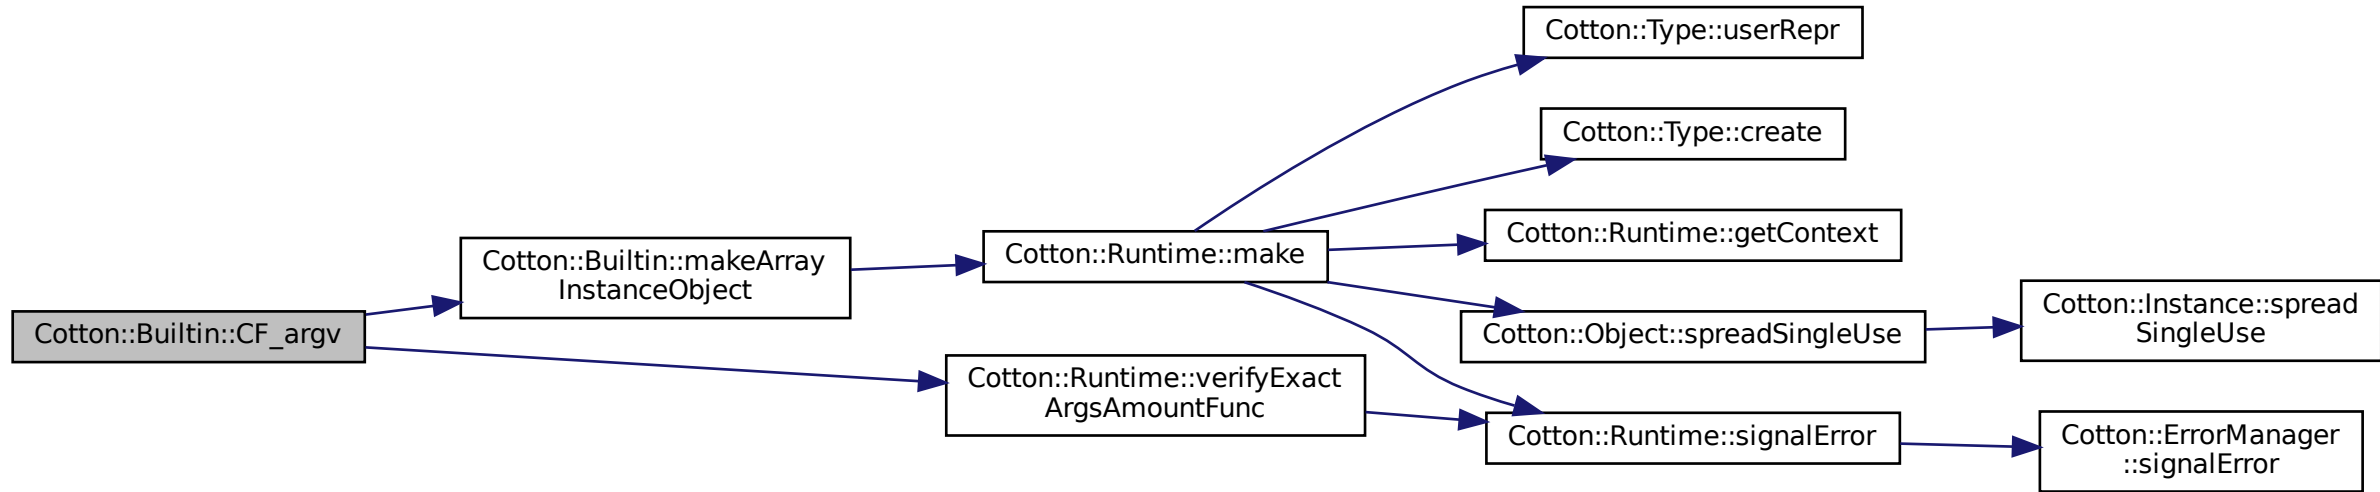 Cotton::Builtin::CF_argv
Cotton::Builtin::makeArray
InstanceObject
Cotton::Runtime::verifyExact
ArgsAmountFunc
Cotton::Runtime::make
Cotton::Type::userRepr
Cotton::Type::create
Cotton::Runtime::getContext
Cotton::Object::spreadSingleUse
Cotton::Runtime::signalError
Cotton::Instance::spread
SingleUse
Cotton::ErrorManager
::signalError